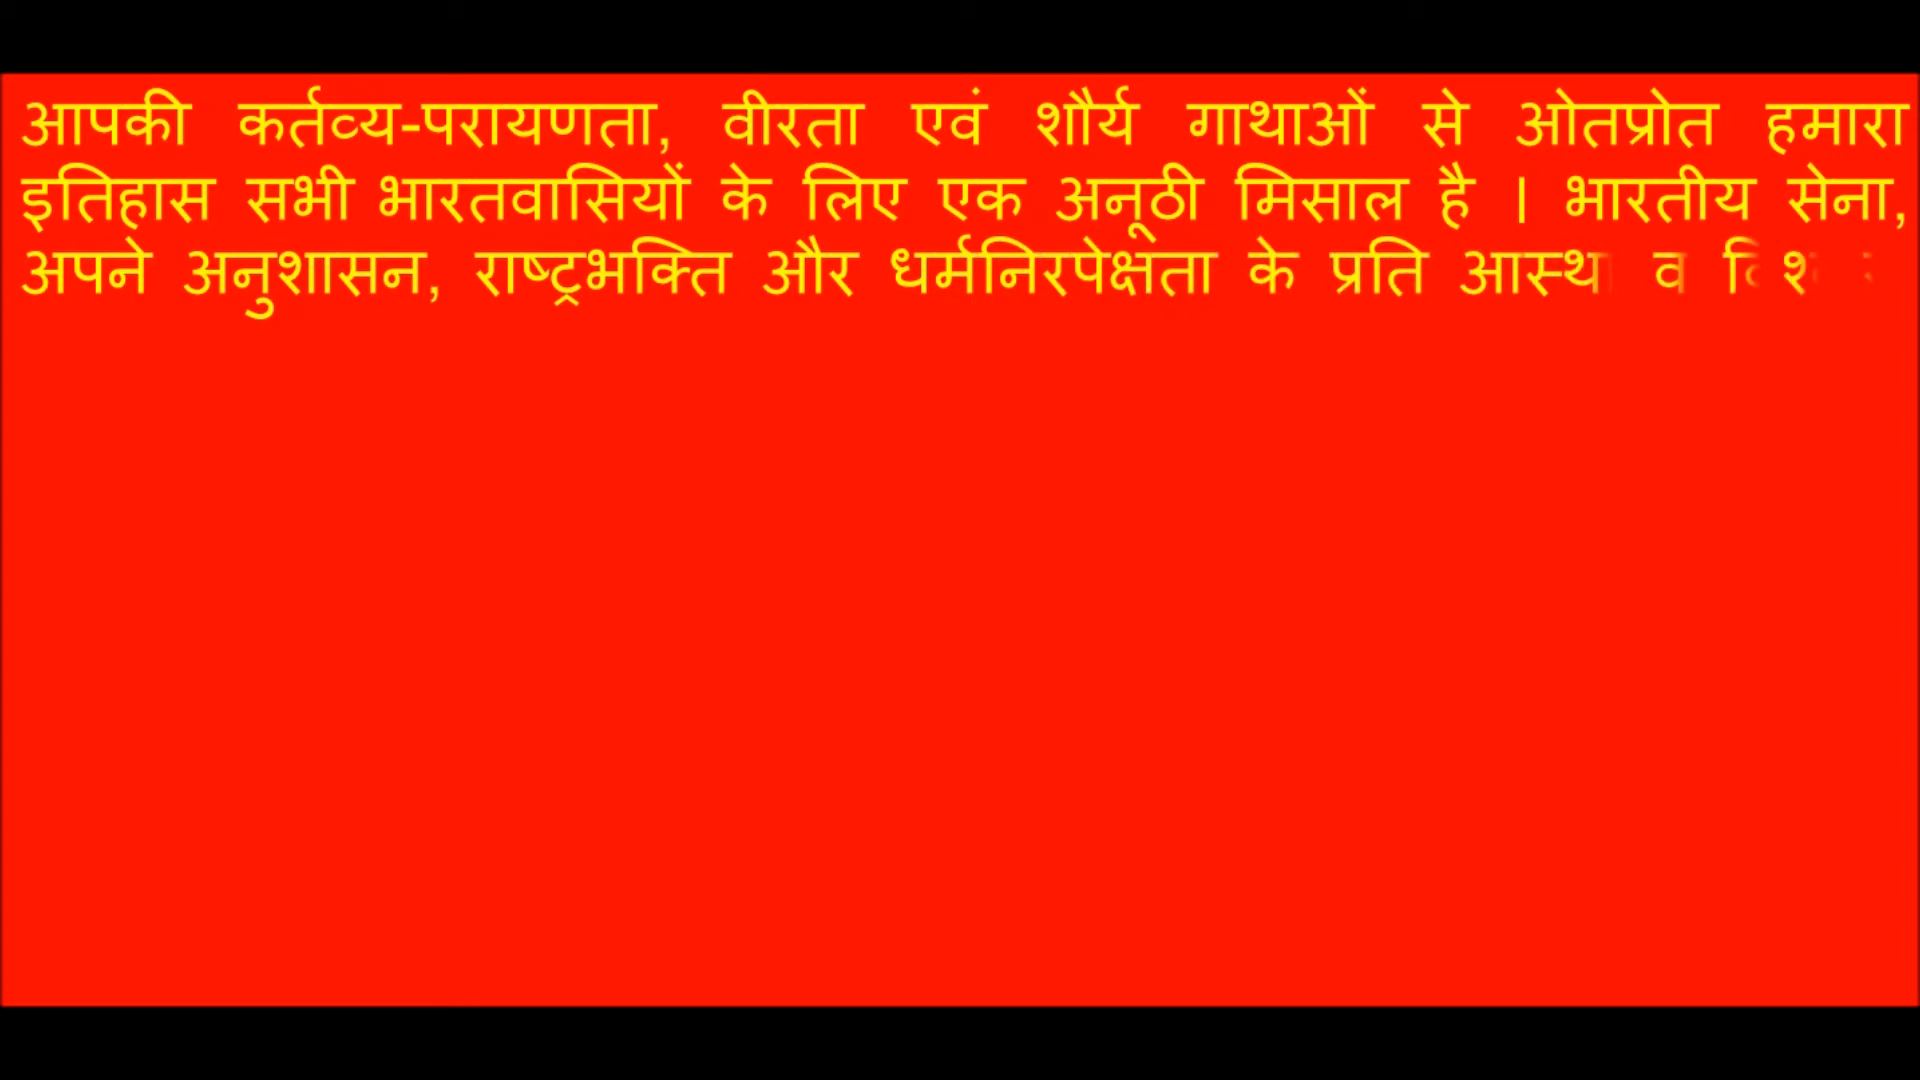 आपकी कर्तव्य-परायणता, वीरता एवं शौर्य गाथाओं से ओतप्रोत हमारा
इतिहास सभी भारतवासियों के लिए एक अनूठी मिसाल है । भारतीय सेना,
अपने अनुशासन, राष्ट्रभक्ति और धर्मनिरपेक्षता के प्रति आस्था व